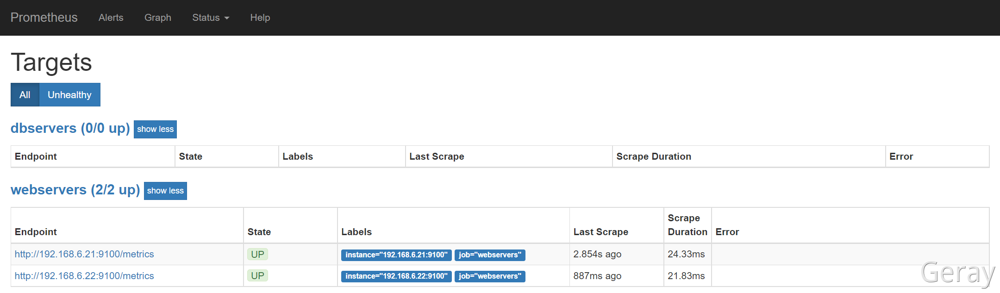 Prometheus Alerts Graph Status Help
Targets
All Unhealthy
dbservers (0/0 up) show less
Endpoint State Labels Last Scrape Scrape Duration Error
webservers (2/2 up) show less
Endpoint State Labels Last Scrape Scrape Duration Error
http://192.168.6.21:9100/metrics UP instance="192.168.6.21:9100" job="webservers" 2.854s ago 24.33ms
http://192.168.6.22:9100/metrics UP instance="192.168.6.22:9100" job="webservers" 887ms ago 21.83ms
Geray